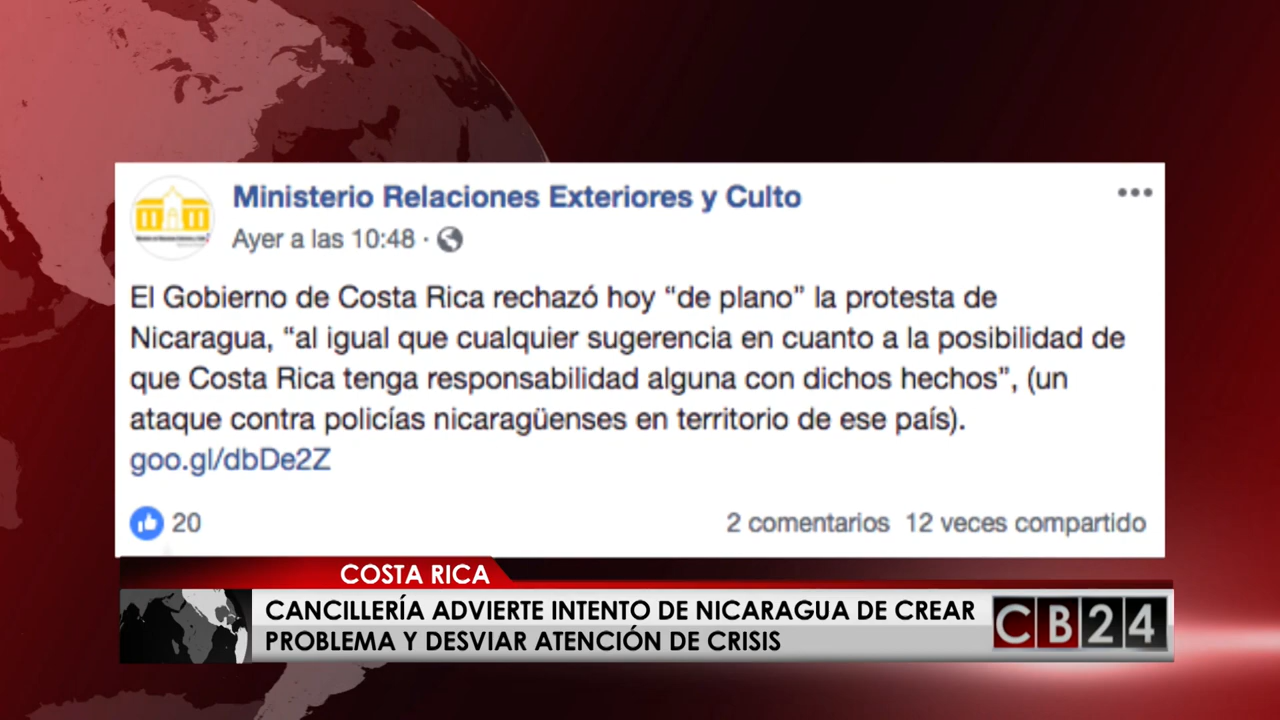 Ministerio Relaciones Exteriores y Culto
Ayer a las 10:48 ·
El Gobierno de Costa Rica rechazó hoy “de plano” la protesta de
Nicaragua, “al igual que cualquier sugerencia en cuanto a la posibilidad de
que Costa Rica tenga responsabilidad alguna con dichos hechos”, (un
ataque contra policías nicaragüenses en territorio de ese país).
goo.gl/dbDe2Z
20
2 comentarios 12 veces compartido
COSTA RICA
CANCILLERÍA ADVIERTE INTENTO DE NICARAGUA DE CREAR
PROBLEMA Y DESVIAR ATENCIÓN DE CRISIS
CB24